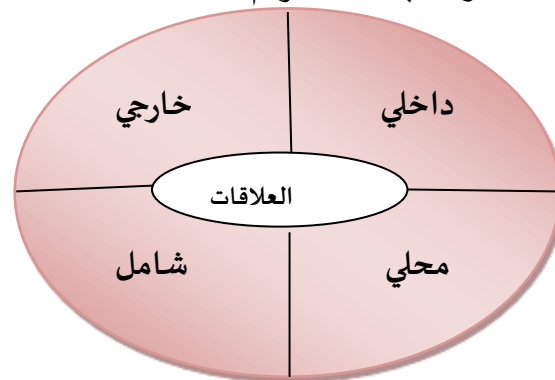 داخلي
خارجي
العلاقات
محلي
شامل